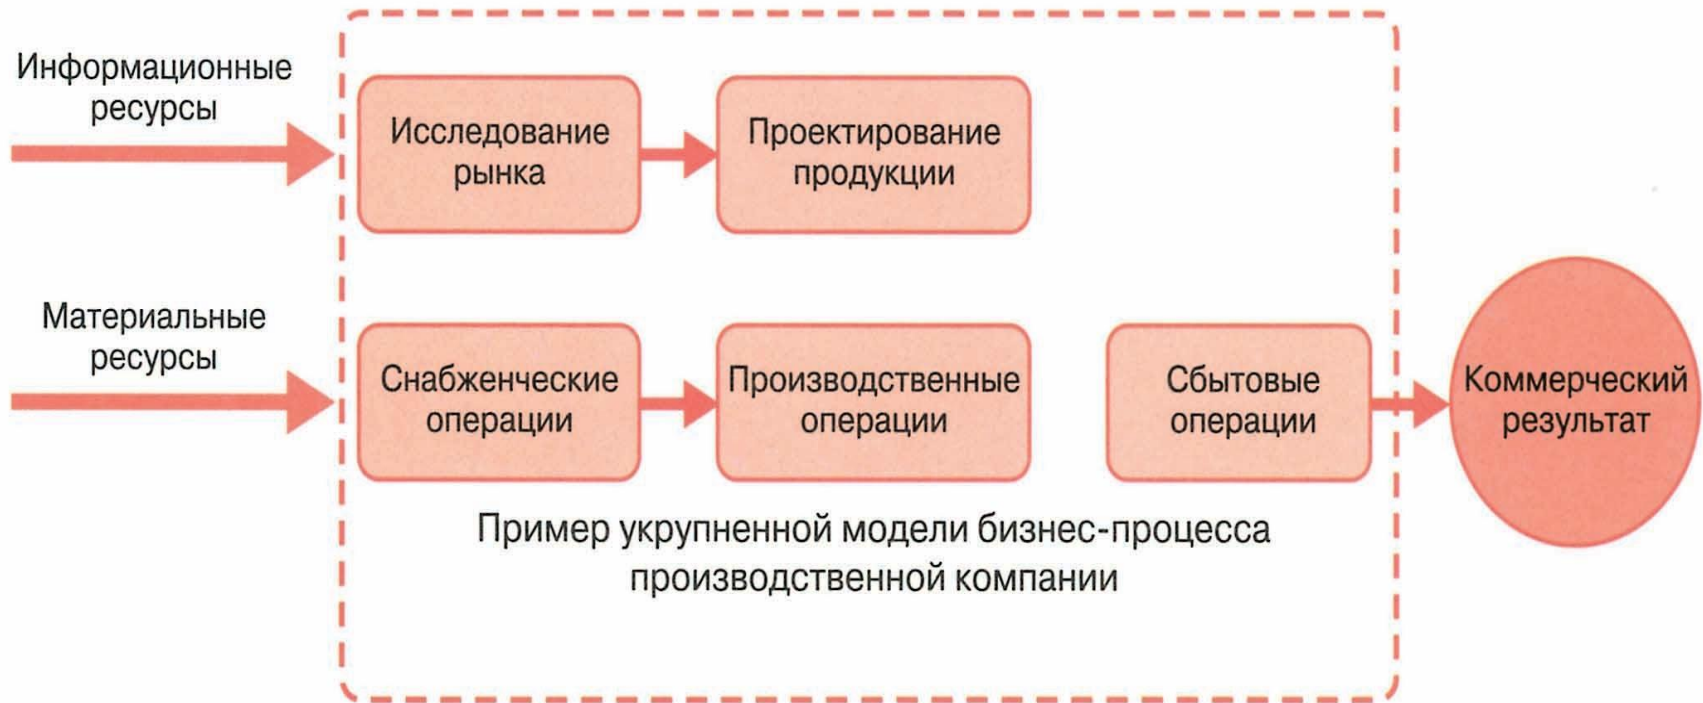 Информационные
ресурсы
Исследование
рынка
Проектирование
продукции
Материальные
ресурсы
Снабженческие
операции
Производственные
операции
Сбытовые
операции
Коммерческий
результат
Пример укрупненной модели бизнес-процесса
производственной компании